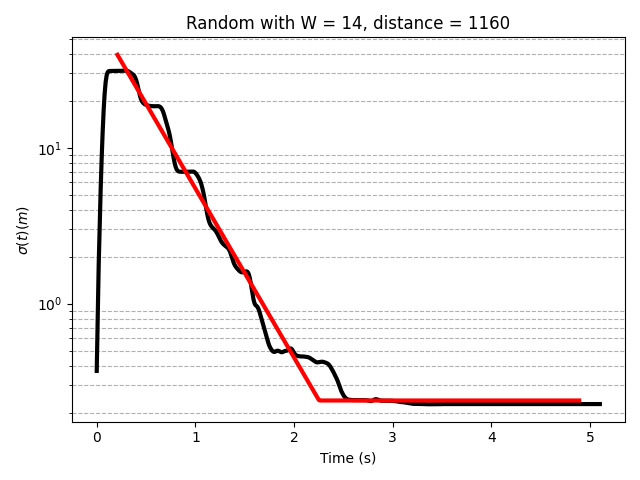 Random with W = 14, distance = 1160
σ(t)(m)
10¹
10⁰
0 1 2 3 4 5
Time (s)